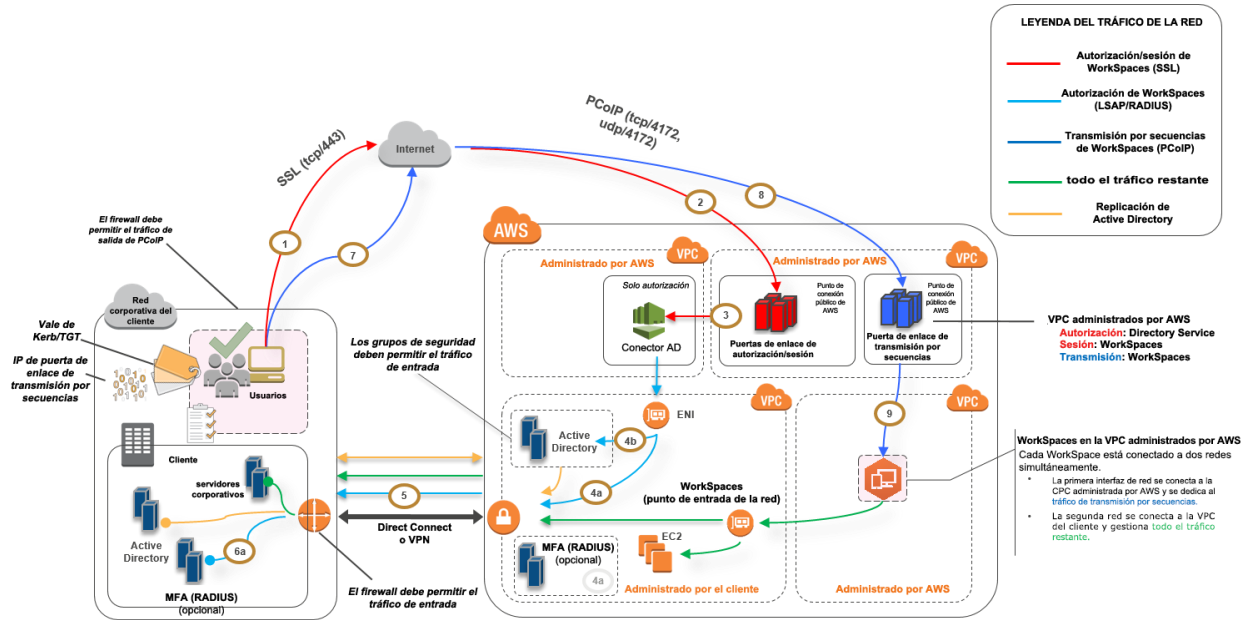 LEYENDA DEL TRÁFICO DE LA RED
Autorización/sesión de
WorkSpaces (SSL)
Autorización de WorkSpaces
(LSAP/RADIUS)
Transmisión por secuencias
de WorkSpaces (PCoIP)
todo el tráfico restante
Replicación de
Active Directory
SSL (tcp/443)
Internet
PCoIP (tcp/4172,
udp/4172)
1
7
2
8
El firewall debe
permitir el tráfico de
salida de PCoIP
Red
corporativa del
cliente
Vale de
Kerb/TGT
IP de puerta de
enlace de
transmisión por
secuencias
Usuarios
Cliente
servidores
corporativos
Active
Directory
6a
MFA (RADIUS)
(opcional)
Los grupos de seguridad
deben permitir el tráfico
de entrada
5
Direct Connect
o VPN
El firewall debe permitir el
tráfico de entrada
AWS
VPC
Administrado por AWS
Solo autorización
Conector AD
3
VPC
Administrado por AWS
Punto de
conexión
público de
AWS
Puertas de enlace de
autorización/sesión
Punto de
conexión
público de
AWS
Puerta de enlace de
transmisión por
secuencias
VPC administrados por AWS
Autorización: Directory Service
Sesión: WorkSpaces
Transmisión: WorkSpaces
VPC
ENI
Active
Directory
4b
4a
WorkSpaces
(punto de entrada de la red)
EC2
MFA (RADIUS)
(opcional)
4a
Administrado por el cliente
VPC
9
Administrado por AWS
WorkSpaces en la VPC administrados por AWS
Cada WorkSpace está conectado a dos redes
simultáneamente.
• La primera interfaz de red se conecta a la
CPC administrada por AWS y se dedica al
tráfico de transmisión por secuencias.
• La segunda red se conecta a la VPC
del cliente y gestiona todo el tráfico
restante.